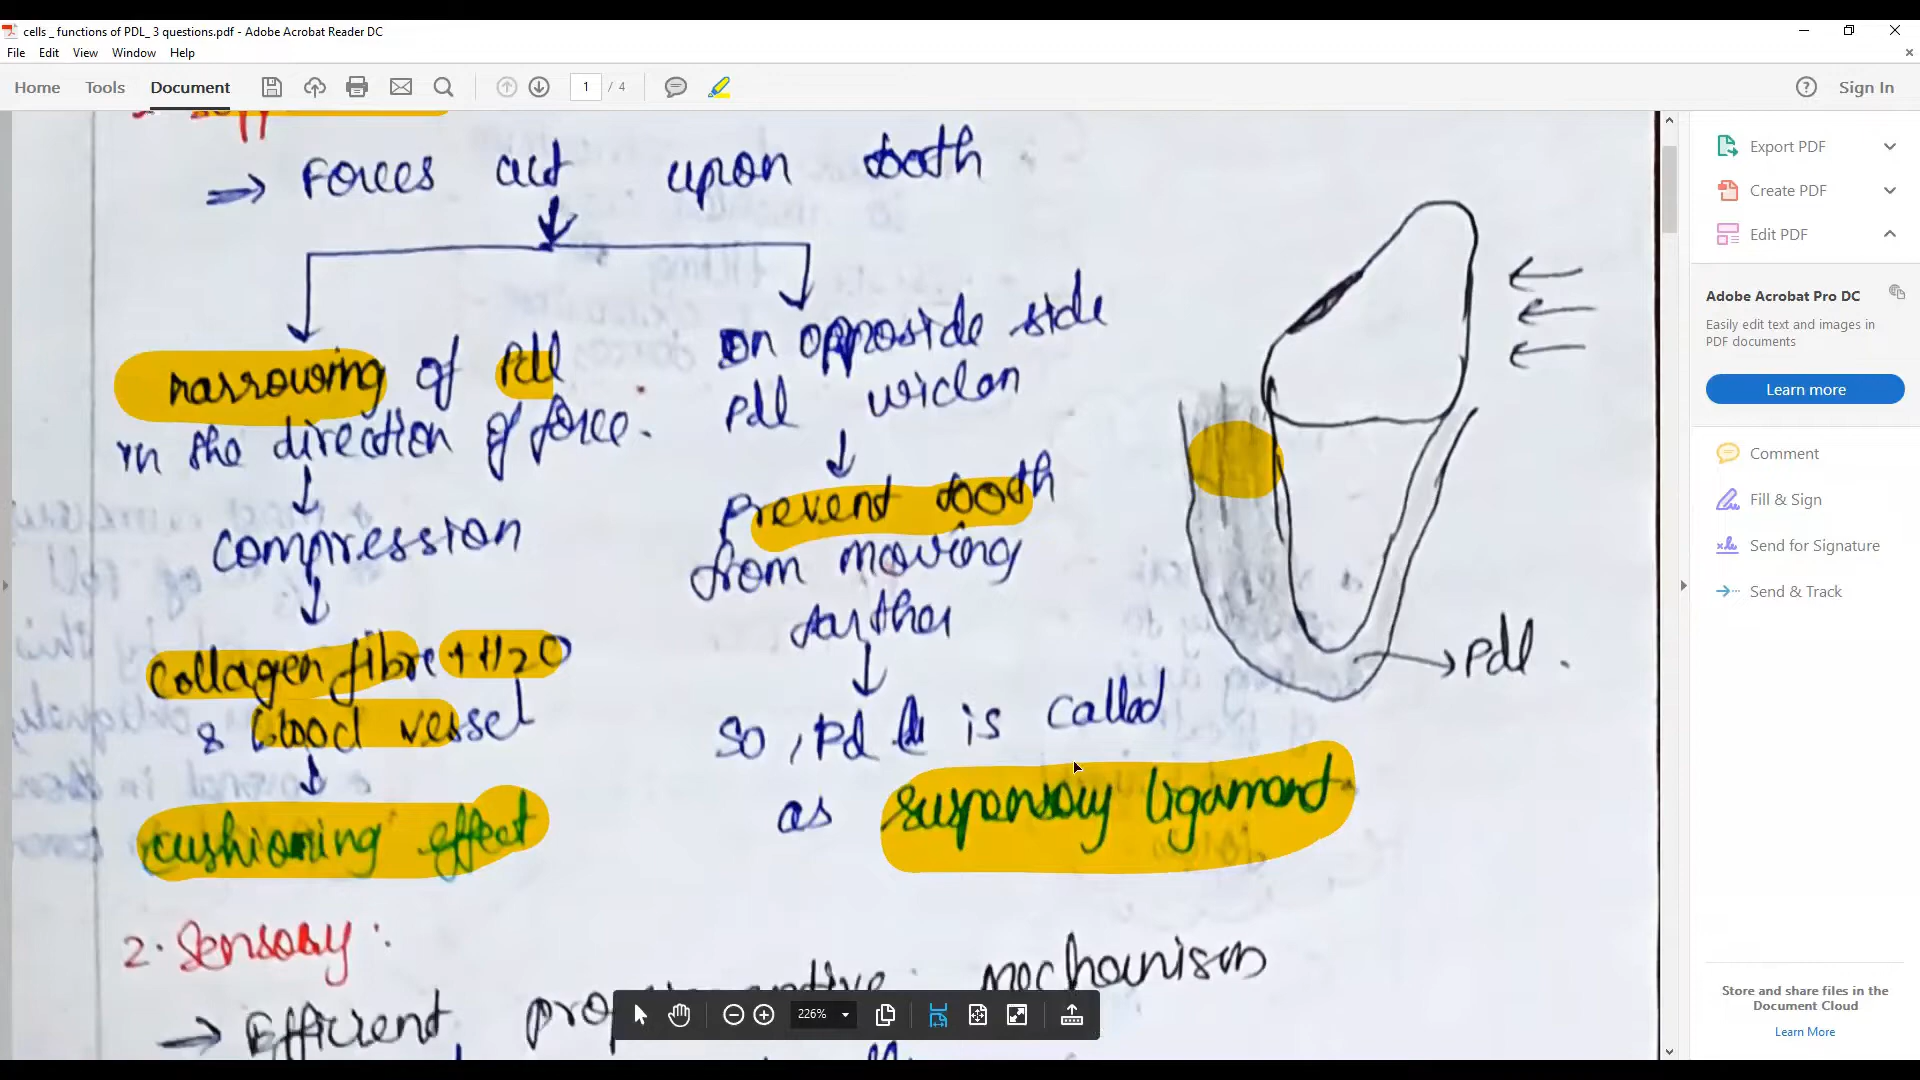 cells _ functions of PDL_ 3 questions.pdf - Adobe Acrobat Reader DC
File Edit View Window Help
Home Tools Document 1 / 4 Sign In
→ Forces act upon tooth
narrowing of Pdl
in the direction of force.
compression
Collagen fibre + H2O
& blood vessel
cushioning effect
on opposide side
Pdl widen
prevent tooth
from moving
farther
so, Pdl is called
as suspensory ligament
→ Pdl.
2. Sensory:
→ Efficient mechanism
226%
Export PDF
Create PDF
Edit PDF
Adobe Acrobat Pro DC
Easily edit text and images in
PDF documents
Learn more
Comment
Fill & Sign
Send for Signature
Send & Track
Store and share files in the
Document Cloud
Learn More